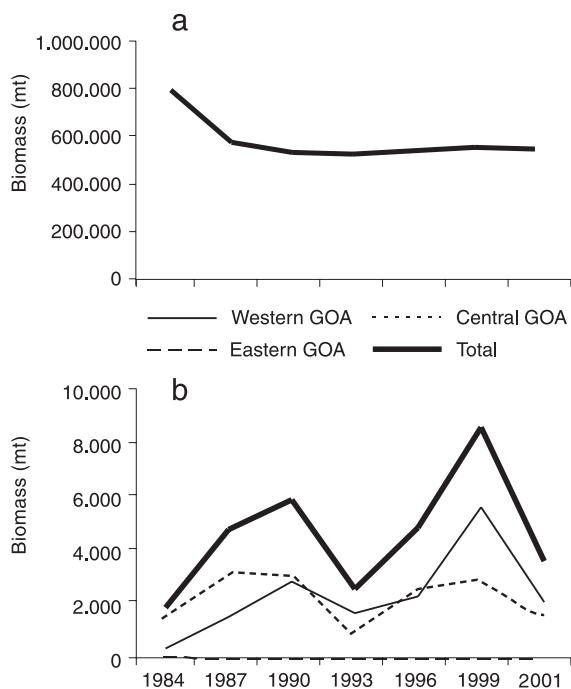 a
1.000.000
800.000
600.000
400.000
200.000
0
Biomass (mt)
Western GOA Central GOA
Eastern GOA Total
b
10.000
8.000
6.000
4.000
2.000
0
Biomass (mt)
1984 1987 1990 1993 1996 1999 2001